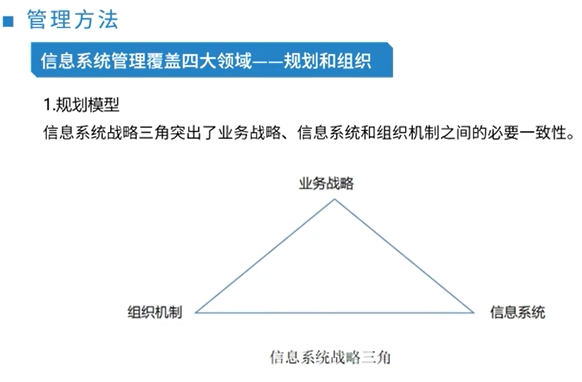 管理方法
信息系统管理覆盖四大领域——规划和组织
1.规划模型
信息系统战略三角突出了业务战略、信息系统和组织机制之间的必要一致性。
业务战略
组织机制
信息系统
信息系统战略三角